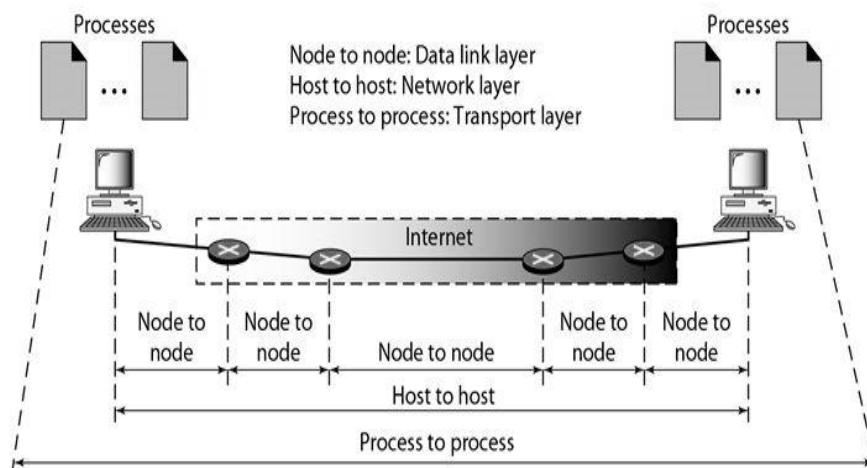 Processes
Processes
Node to node: Data link layer
Host to host: Network layer
Process to process: Transport layer
Internet
Node to
node
Node to
node
Node to node
Node to
node
Node to
node
Host to host
Process to process